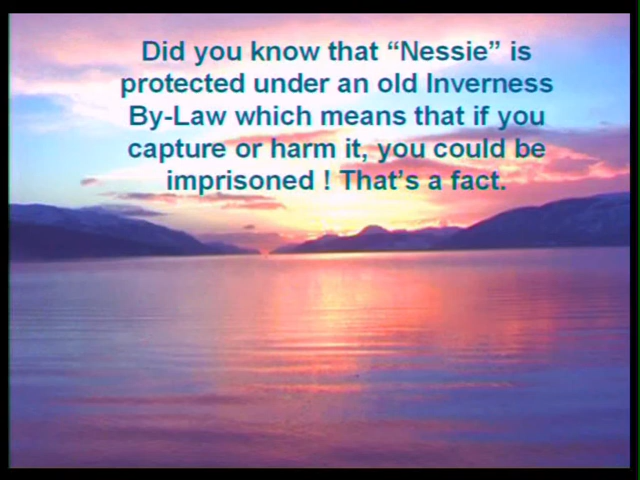 Did you know that “Nessie” is
protected under an old Inverness
By-Law which means that if you
capture or harm it, you could be
imprisoned ! That’s a fact.